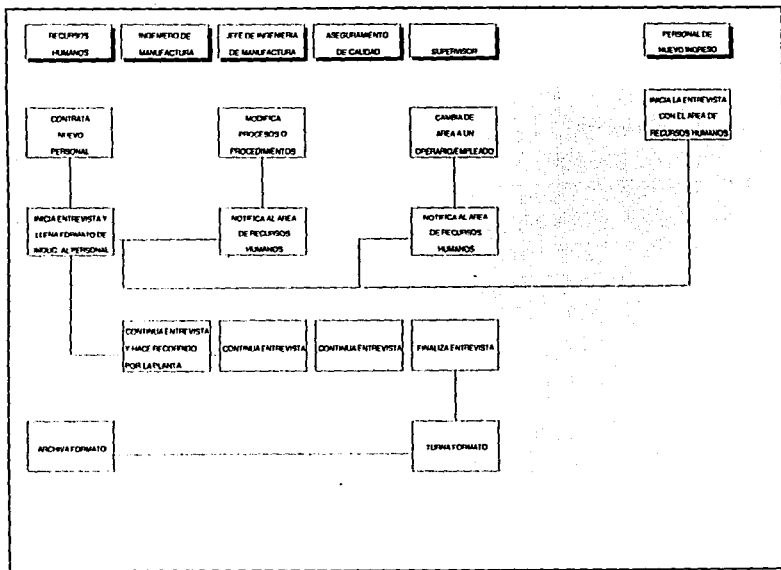 RECURSOS
HUMANOS
INGENIERO DE
MANUFACTURA
JEFE DE INGENIERIA
DE MANUFACTURA
ASEGURAMIENTO
DE CALIDAD
SUPERVISOR
PERSONAL DE
NUEVO INGRESO
CONTRATA
NUEVO
PERSONAL
MODIFICA
PROCESOS O
PROCEDIMIENTOS
CAMBIA DE
AREA A UN
OPERARIO/EMPLEADO
INICIA LA ENTREVISTA
CON EL AREA DE
RECURSOS HUMANOS
INICIA ENTREVISTA Y
LLENA FORMATO DE
INDUC. AL PERSONAL
NOTIFICA AL AREA
DE RECURSOS
HUMANOS
NOTIFICA AL AREA
DE RECURSOS
HUMANOS
CONTINUA ENTREVISTA
Y HACE RECORRIDO
POR LA PLANTA
CONTINUA ENTREVISTA
CONTINUA ENTREVISTA
FINALIZA ENTREVISTA
ARCHIVA FORMATO
TURNA FORMATO